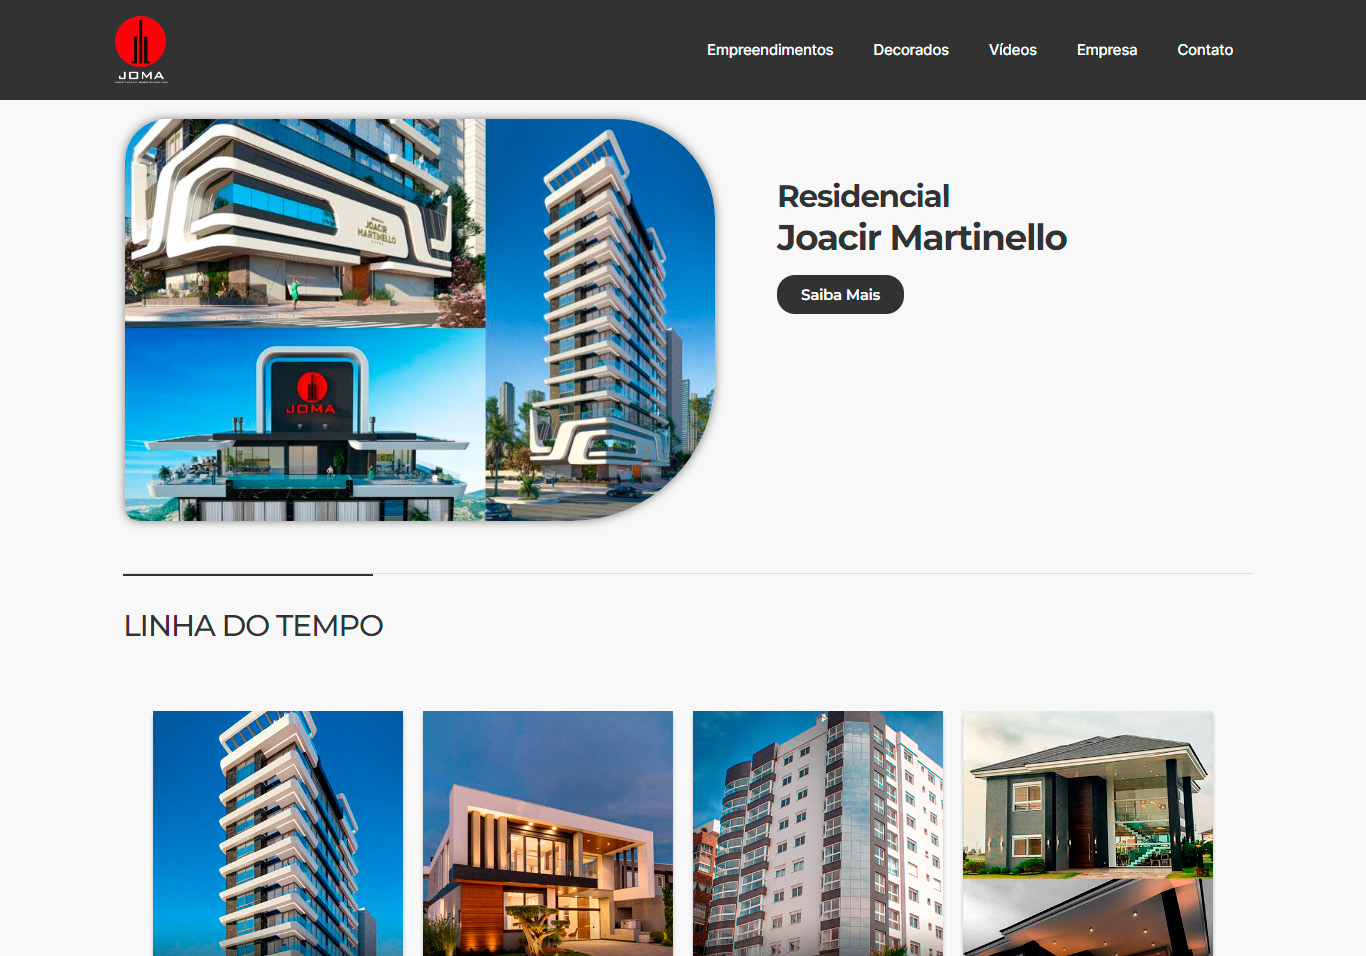 JOMA
Empreendimentos
Decorados
Vídeos
Empresa
Contato
JOACIR
MARTINELLO
JOMA
Residencial
Joacir Martinello
Saiba Mais
LINHA DO TEMPO